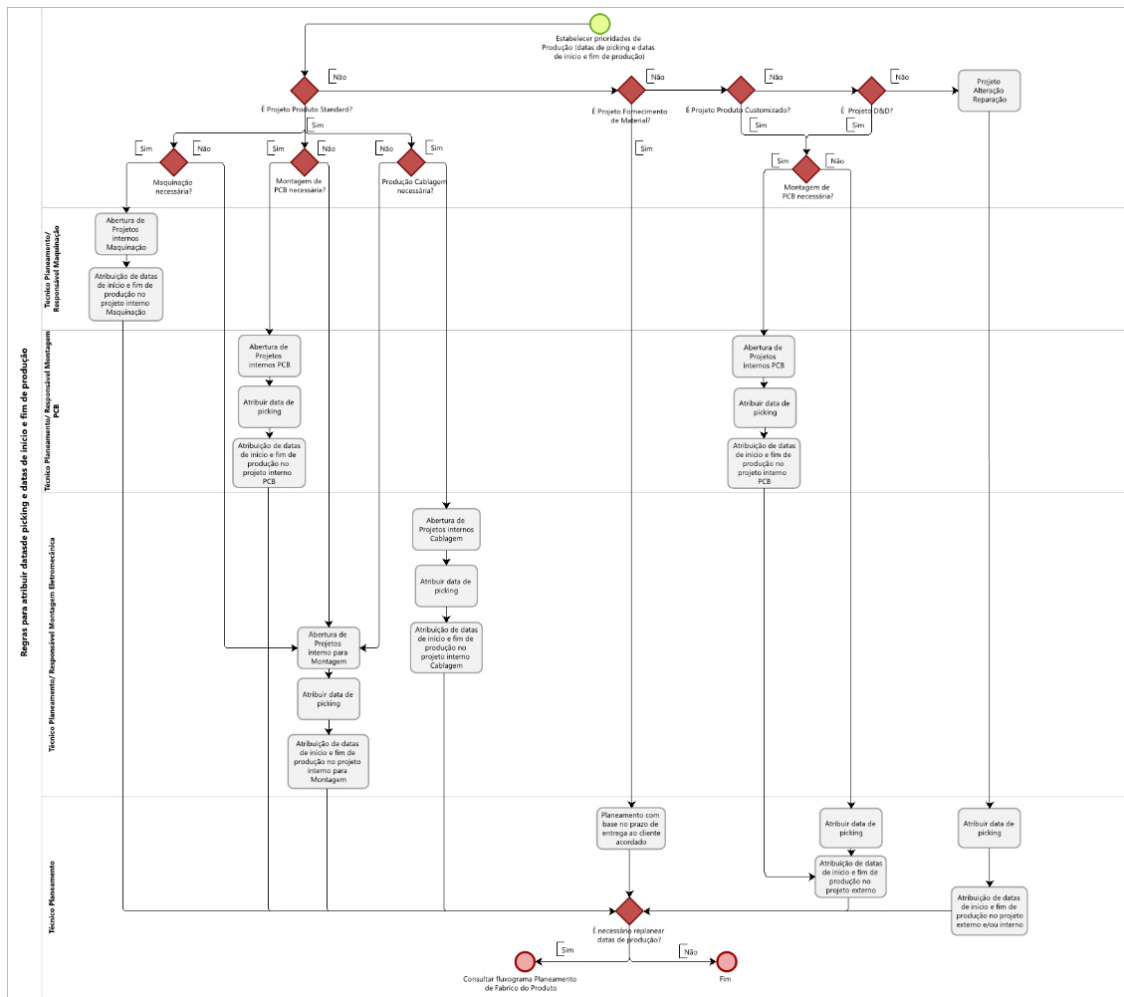 Regras para atribuir datasde picking e datas de início e fim de produção
Estabelecer prioridades de
Produção (datas de picking e datas
de início e fim de produção)
Não
É Projeto Produto Standard?
Não
É Projeto Fornecimento
de Material?
Não
É Projeto Produto Customizado?
Não
É Projeto D&D?
Projeto
Alteração
Reparação
Sim
Sim
Sim
Sim
Sim
Não
Maquinação
necessária?
Sim
Não
Montagem de
PCB necessária?
Não
Sim
Produção Cablagem
necessária?
Sim
Não
Montagem de
PCB necessária?
Tecnico Planeamento/
Responsável Maquinação
Abertura de
Projetos
internos
Maquinação
Atribuição de datas
de início e fim de
produção no
projeto interno
Maquinação
Técnico Planeamento/ Responsável Montagem
PCB
Abertura de
Projetos
internos PCB
Atribuir data de
picking
Atribuição de datas
de início e fim de
produção no
projeto interno
PCB
Abertura de
Projetos
internos PCB
Atribuir data de
picking
Atribuição de datas
de início e fim de
produção no
projeto interno
PCB
Técnico Planeamento/ Responsável Montagem Eletromecânica
Abertura de
Projetos internos
Cablagem
Atribuir data de
picking
Atribuição de datas
de início e fim de
produção no
projeto interno
Cablagem
Abertura de
Projetos
interno para
Montagem
Atribuir data de
picking
Atribuição de datas
de início e fim de
produção no projeto
interno para
Montagem
Técnico Planeamento
Planeamento com
base no prazo de
entrega ao cliente
acordado
Atribuir data de
picking
Atribuição de datas
de início e fim de
produção no
projeto externo
Atribuir data de
picking
Atribuição de datas
de início e fim de
produção no projeto
externo e/ou interno
É necessário replanear
datas de produção?
Sim
Não
Consultar fluxograma Planeamento
de Fabrico do Produto
Fim